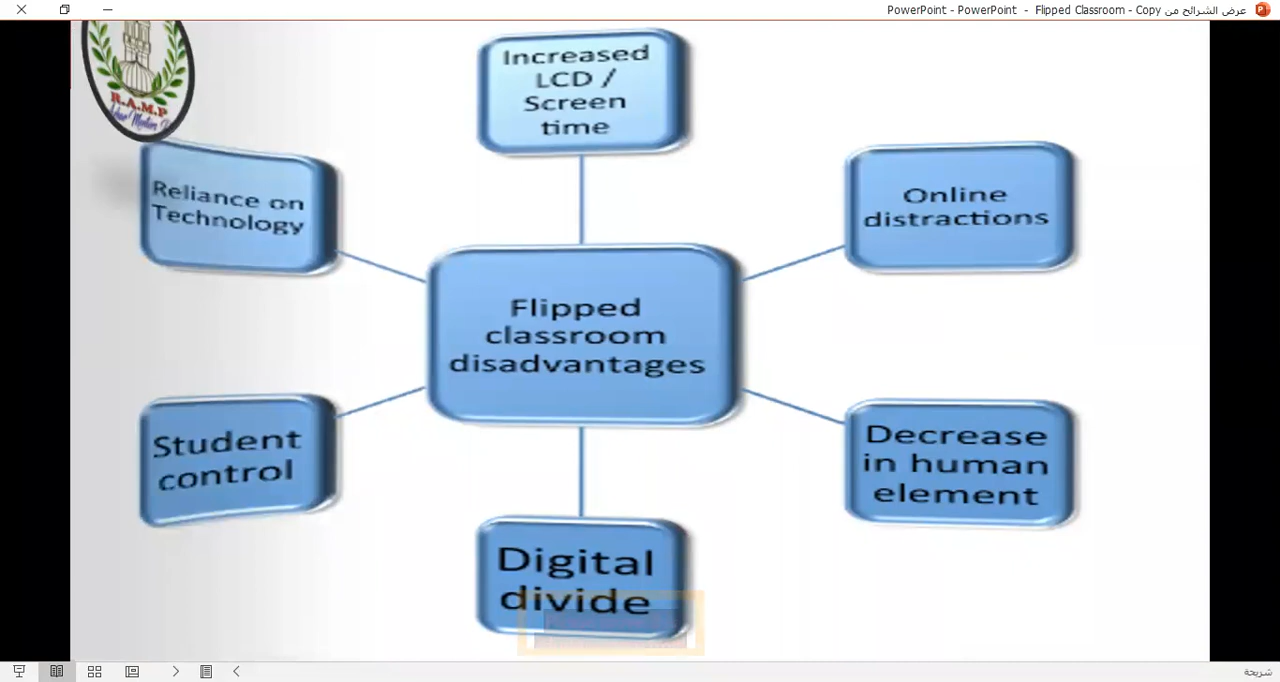 عرض الشرائح من PowerPoint - PowerPoint - Flipped Classroom - Copy
R.A.M.P
Increased
LCD /
Screen
time
Reliance on
Technology
Online
distractions
Flipped
classroom
disadvantages
Student
control
Decrease
in human
element
Digital
divide
شريحة